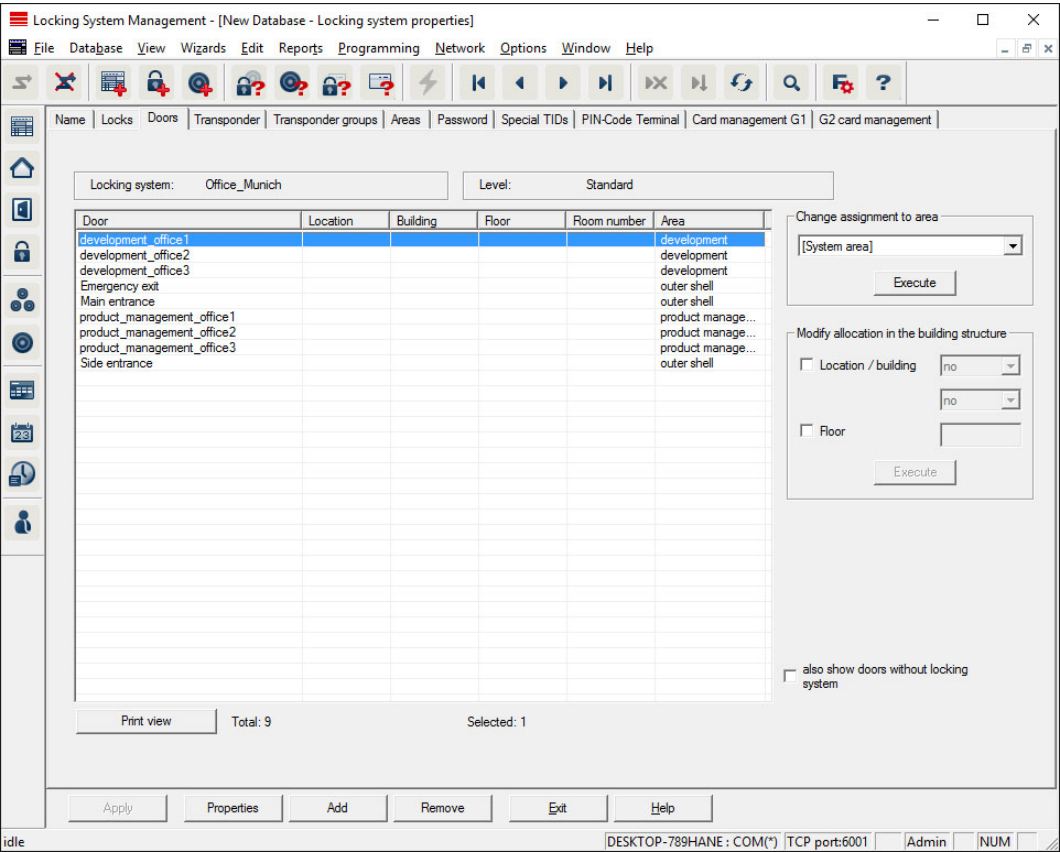 Locking System Management - [New Database - Locking system properties]
File Database View Wizards Edit Reports Programming Network Options Window Help
Name Locks Doors Transponder Transponder groups Areas Password Special TIDs PIN-Code Terminal Card management G1 G2 card management
Locking system: Office_Munich Level: Standard
Door Location Building Floor Room number Area
development_office1 development
development_office2 development
development_office3 development
Emergency exit outer shell
Main entrance outer shell
product_management_office1 product manage...
product_management_office2 product manage...
product_management_office3 product manage...
Side entrance outer shell
Change assignment to area
[System area]
Execute
Modify allocation in the building structure
Location / building no
no
Floor
Execute
also show doors without locking
system
Print view Total: 9 Selected: 1
Apply Properties Add Remove Exit Help
idle DESKTOP-789HANE : COM(*) TCP port:6001 Admin NUM
23